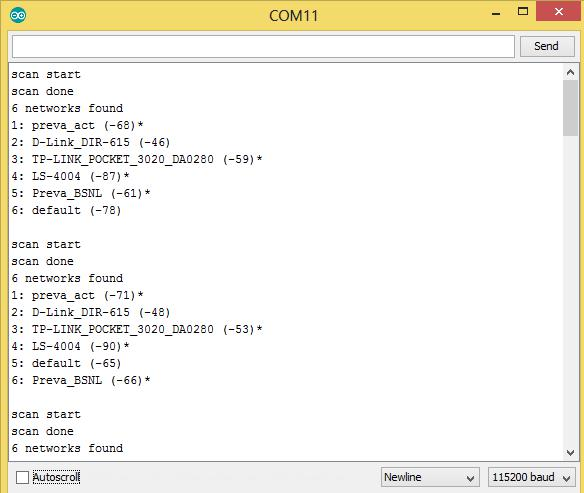 COM11
Send
scan start
scan done
6 networks found
1: preva_act (-68)*
2: D-Link_DIR-615 (-46)
3: TP-LINK_POCKET_3020_DA0280 (-59)*
4: LS-4004 (-87)*
5: Preva_BSNL (-61)*
6: default (-78)
scan start
scan done
6 networks found
1: preva_act (-71)*
2: D-Link_DIR-615 (-48)
3: TP-LINK_POCKET_3020_DA0280 (-53)*
4: LS-4004 (-90)*
5: default (-65)
6: Preva_BSNL (-66)*
scan start
scan done
6 networks found
Autoscroll Newline 115200 baud